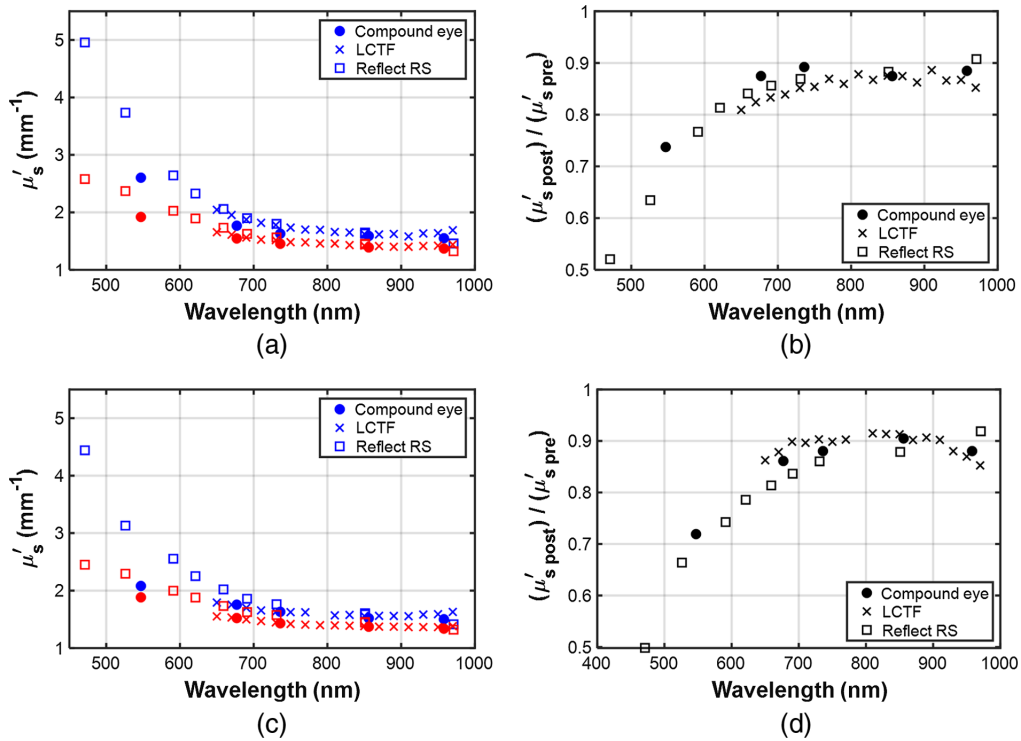 5
4
3
2
1
500 600 700 800 900 1000
μ′s (mm-1)
Wavelength (nm)
Compound eye
LCTF
Reflect RS
(a)
1
0.9
0.8
0.7
0.6
0.5
500 600 700 800 900 1000
(μ′s post) / (μ′s pre)
Wavelength (nm)
Compound eye
LCTF
Reflect RS
(b)
5
4
3
2
1
500 600 700 800 900 1000
μ′s (mm-1)
Wavelength (nm)
Compound eye
LCTF
Reflect RS
(c)
1
0.9
0.8
0.7
0.6
0.5
400 500 600 700 800 900 1000
(μ′s post) / (μ′s pre)
Wavelength (nm)
Compound eye
LCTF
Reflect RS
(d)